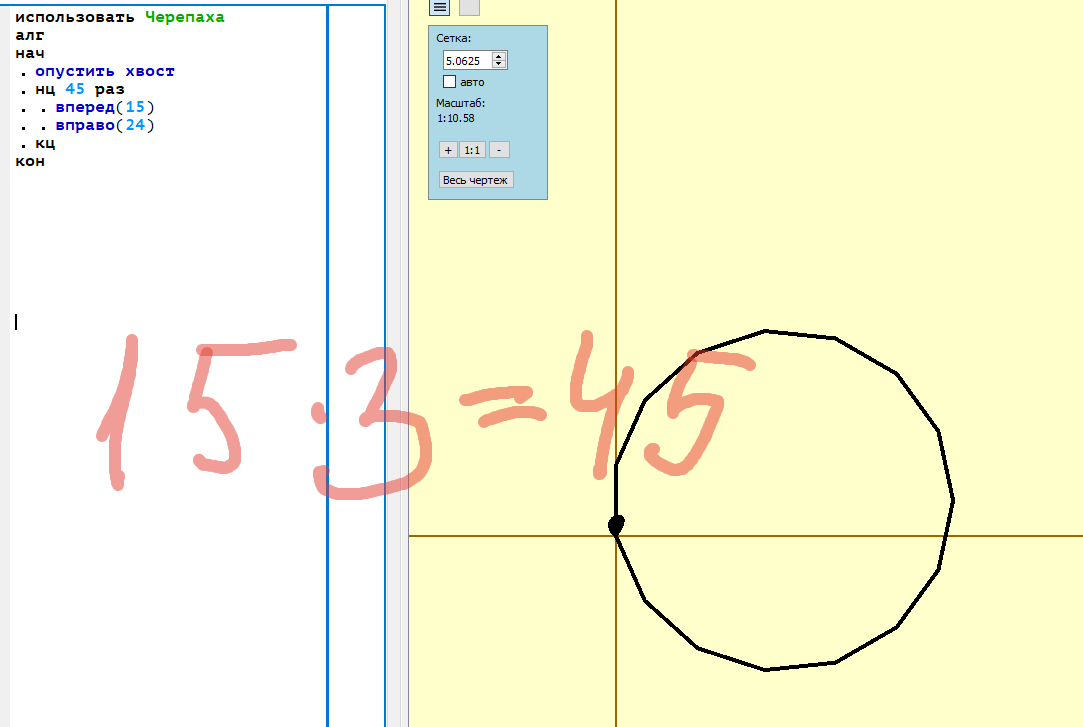 использовать Черепаха
алг
нач
. опустить хвост
. нц 45 раз
. . вперед(15)
. . вправо(24)
. кц
кон
Сетка:
5.0625
авто
Масштаб:
1:10.58
+ 1:1 -
Весь чертеж
15·3=45